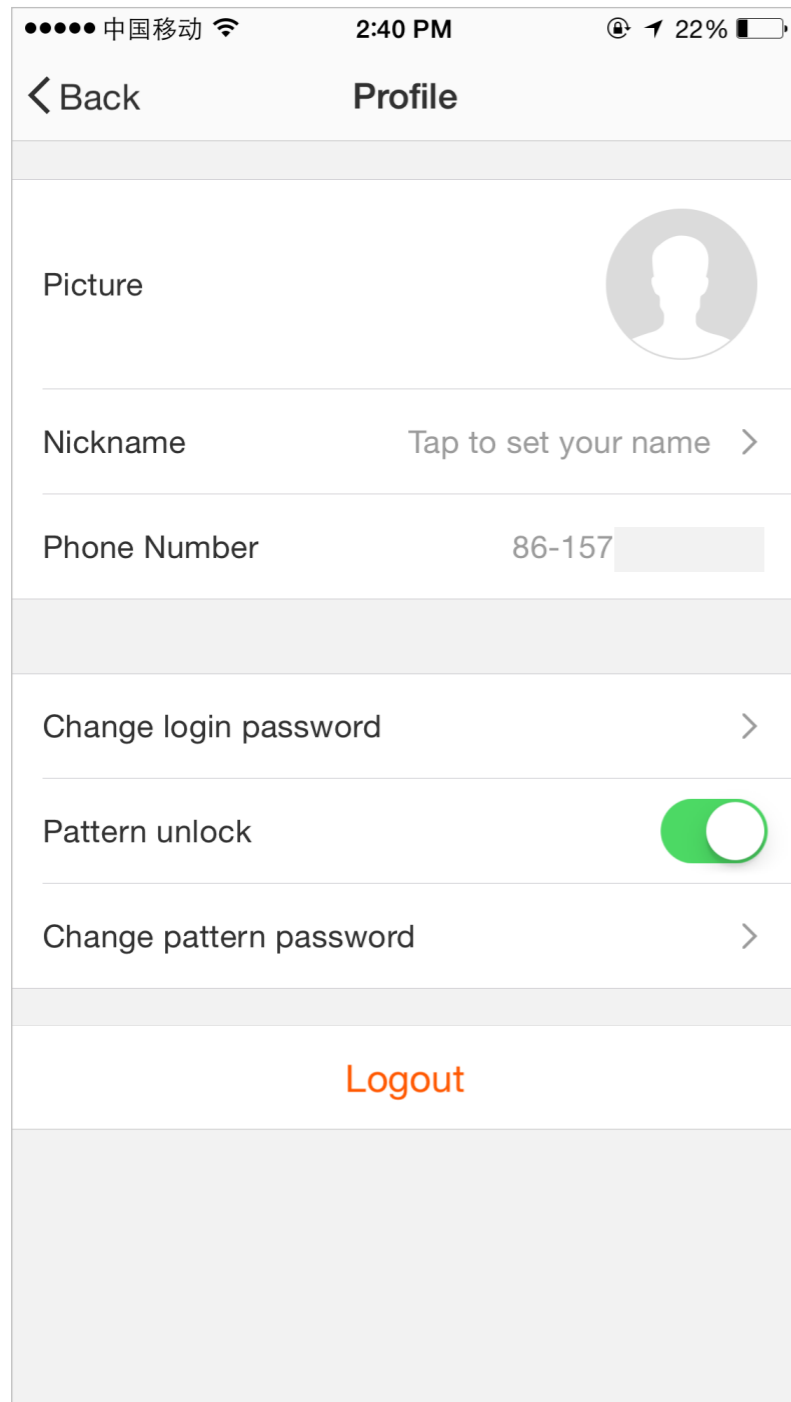 中国移动 2:40 PM 22%
Back Profile
Picture
Nickname Tap to set your name
Phone Number 86-157
Change login password
Pattern unlock
Change pattern password
Logout